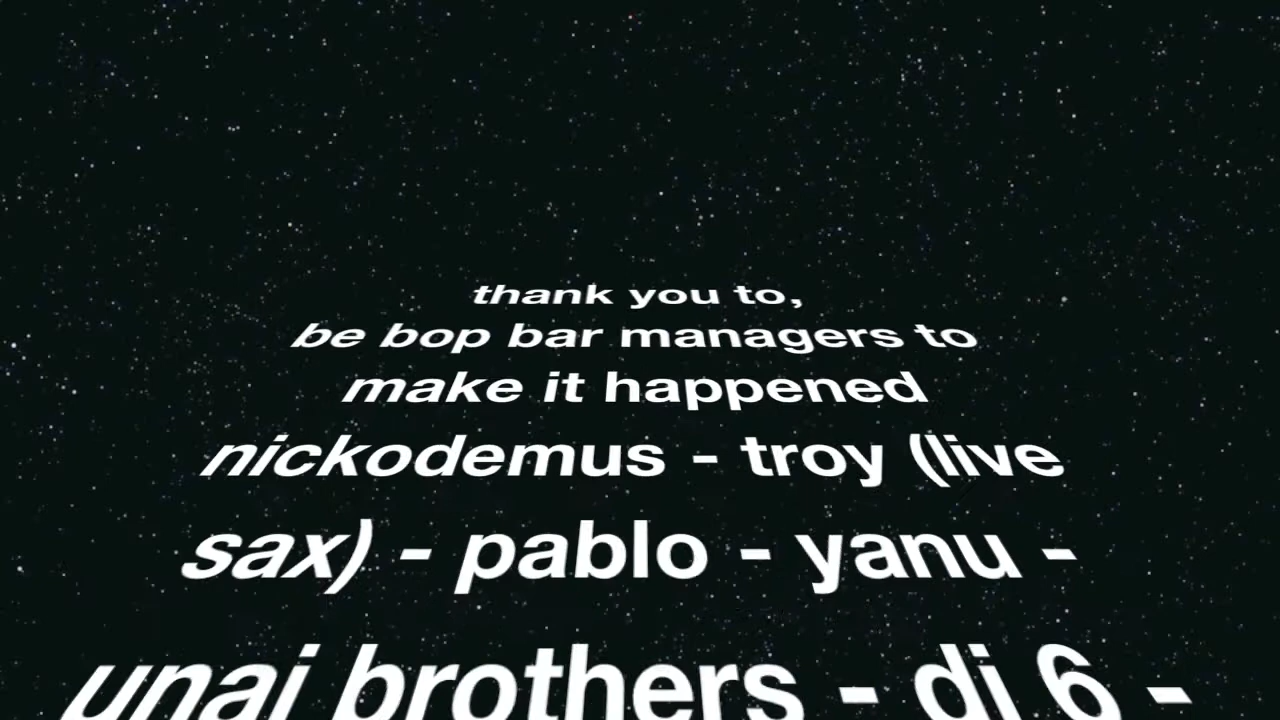 thank you to,
be bop bar managers to
make it happened
nickodemus - troy (live
sax) - pablo - yanu -
unai brothers - dj 6 -